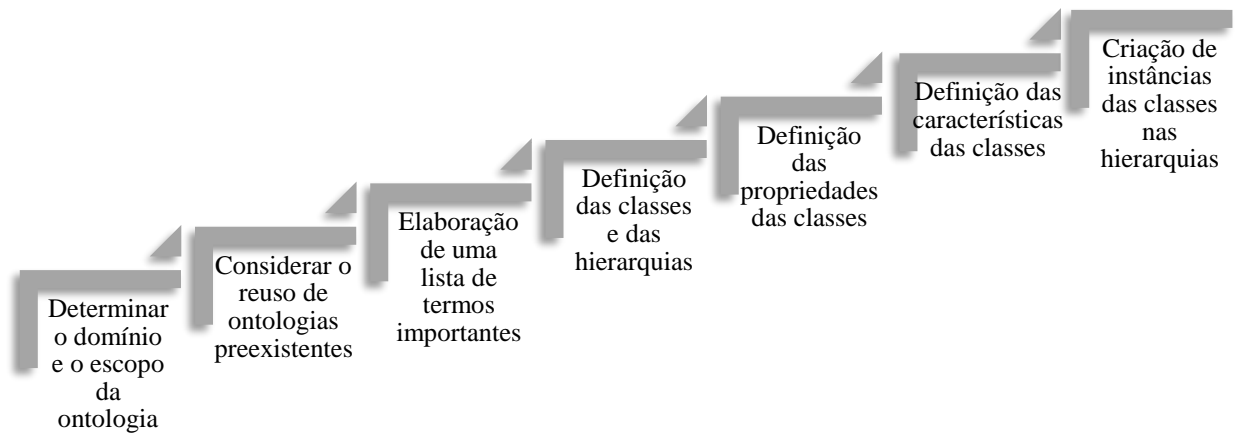 Determinar
o domínio
e o escopo
da
ontologia
Considerar o
reuso de
ontologias
preexistentes
Elaboração
de uma
lista de
termos
importantes
Definição
das classes
e das
hierarquias
Definição
das
propriedades
das classes
Definição das
características
das classes
Criação de
instâncias
das classes
nas
hierarquias